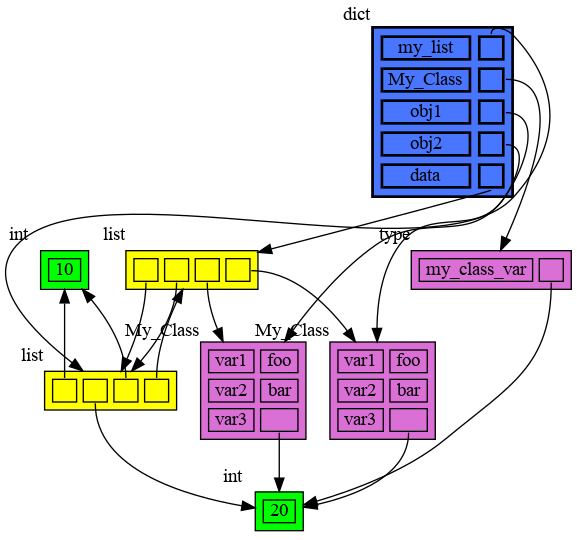 dict
my_list
My_Class
obj1
obj2
data
int
list
type
10
my_class_var
My_Class
My_Class
list
var1 foo
var2 bar
var3
var1 foo
var2 bar
var3
int
20